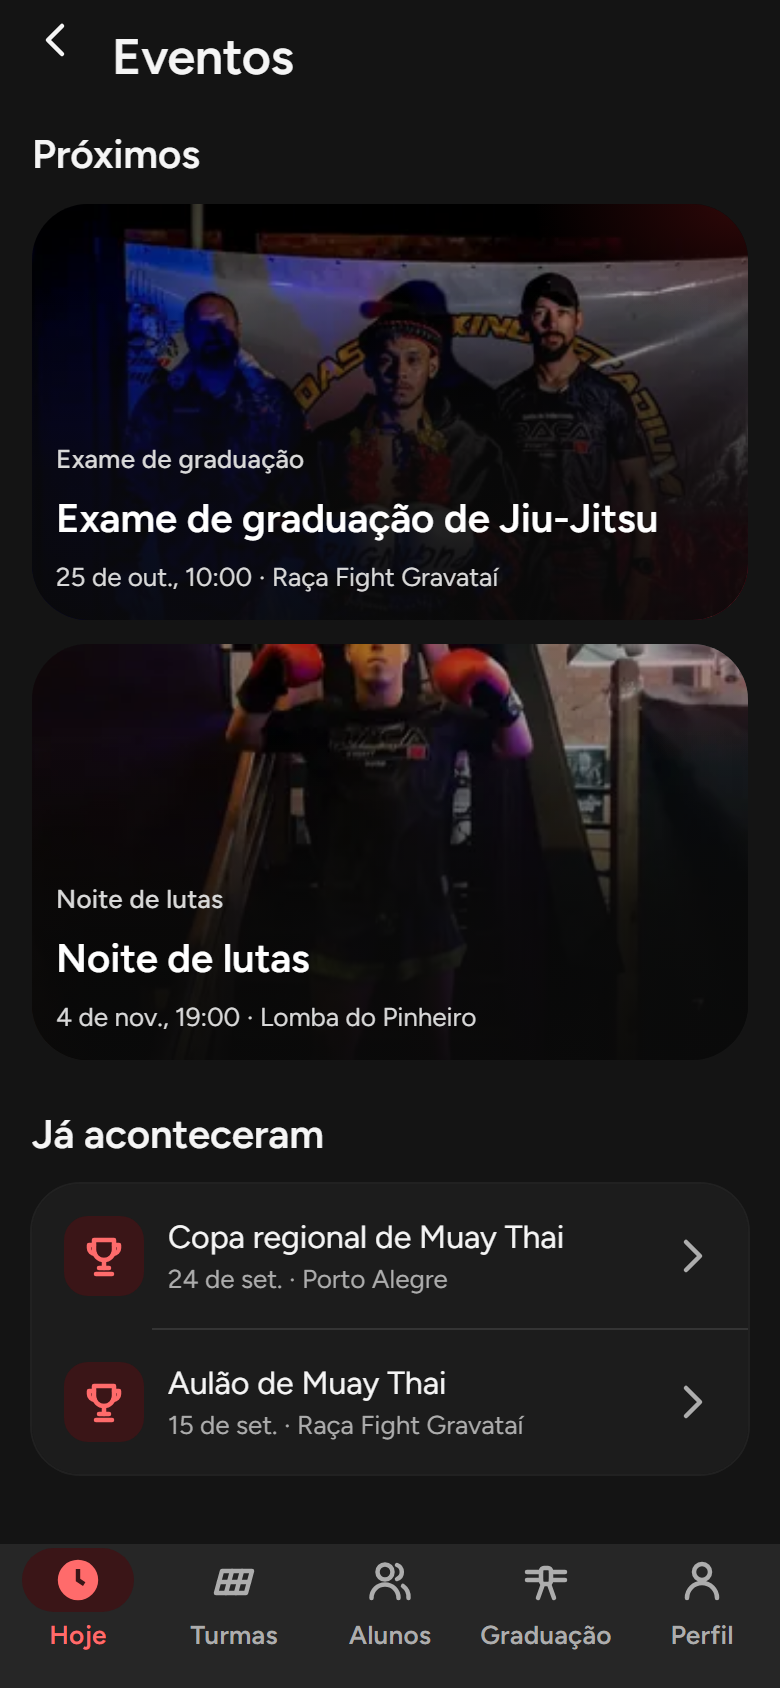 Eventos
Próximos
Exame de graduação
Exame de graduação de Jiu-Jitsu
25 de out., 10:00 · Raça Fight Gravataí
Noite de lutas
Noite de lutas
4 de nov., 19:00 · Lomba do Pinheiro
Já aconteceram
Copa regional de Muay Thai
24 de set. · Porto Alegre
Aulão de Muay Thai
15 de set. · Raça Fight Gravataí
Hoje
Turmas
Alunos
Graduação
Perfil